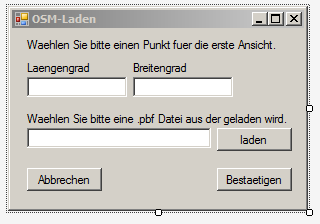 OSM-Laden
Waehlen Sie bitte einen Punkt fuer die erste Ansicht.
Laengengrad Breitengrad
Waehlen Sie bitte eine .pbf Datei aus der geladen wird.
laden
Abbrechen Bestaetigen